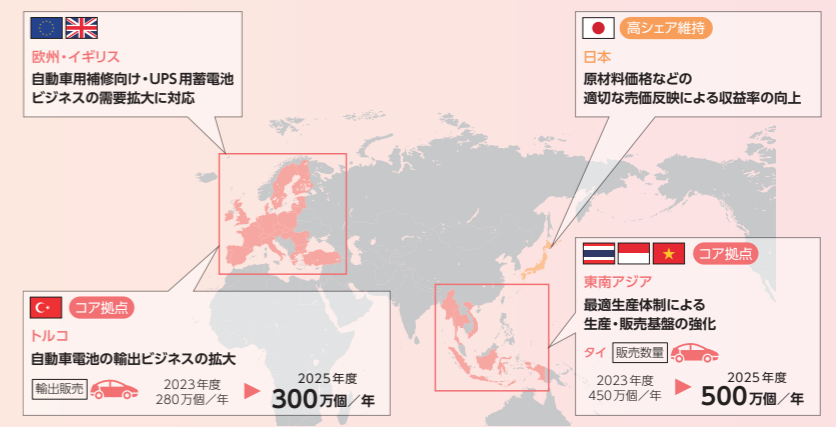 欧州・イギリス
自動車用補修向け・UPS用蓄電池
ビジネスの需要拡大に対応
高シェア維持
日本
原材料価格などの
適切な売価反映による収益率の向上
コア拠点
トルコ
自動車電池の輸出ビジネスの拡大
輸出販売
2023年度
280万個／年
2025年度
300万個／年
コア拠点
東南アジア
最適生産体制による
生産・販売基盤の強化
タイ 販売数量
2023年度
450万個／年
2025年度
500万個／年